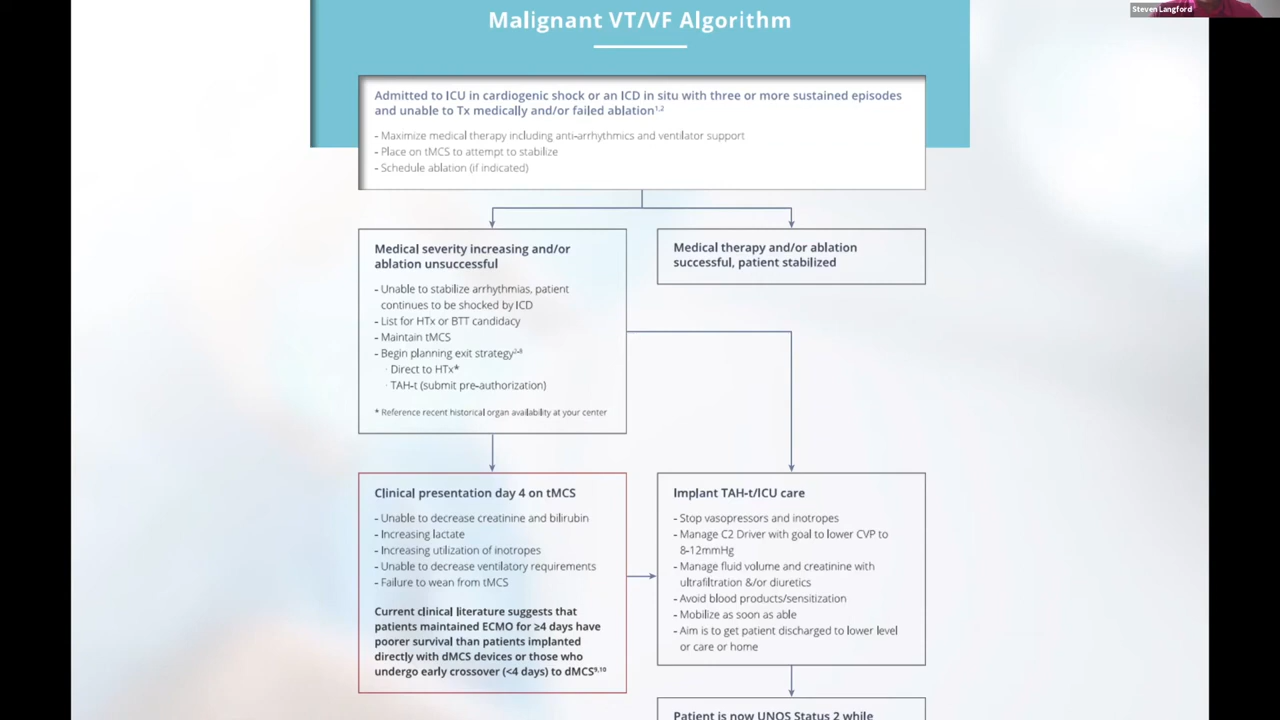 Steven Langford
Malignant VT/VF Algorithm
Admitted to ICU in cardiogenic shock or an ICD in situ with three or more sustained episodes
and unable to Tx medically and/or failed ablation1,2
- Maximize medical therapy including anti-arrhythmics and ventilator support
- Place on tMCS to attempt to stabilize
- Schedule ablation (if indicated)
Medical severity increasing and/or
ablation unsuccessful
- Unable to stabilize arrhythmias, patient
continues to be shocked by ICD
- List for HTx or BTT candidacy
- Maintain tMCS
- Begin planning exit strategy2-8
· Direct to HTx*
· TAH-t (submit pre-authorization)
* Reference recent historical organ availability at your center
Medical therapy and/or ablation
successful, patient stabilized
Clinical presentation day 4 on tMCS
- Unable to decrease creatinine and bilirubin
- Increasing lactate
- Increasing utilization of inotropes
- Unable to decrease ventilatory requirements
- Failure to wean from tMCS
Current clinical literature suggests that
patients maintained ECMO for ≥4 days have
poorer survival than patients implanted
directly with dMCS devices or those who
undergo early crossover (<4 days) to dMCS9,10
Implant TAH-t/ICU care
- Stop vasopressors and inotropes
- Manage C2 Driver with goal to lower CVP to
8-12mmHg
- Manage fluid volume and creatinine with
ultrafiltration &/or diuretics
- Avoid blood products/sensitization
- Mobilize as soon as able
- Aim is to get patient discharged to lower level
or care or home
Patient is now UNOS Status 2 while